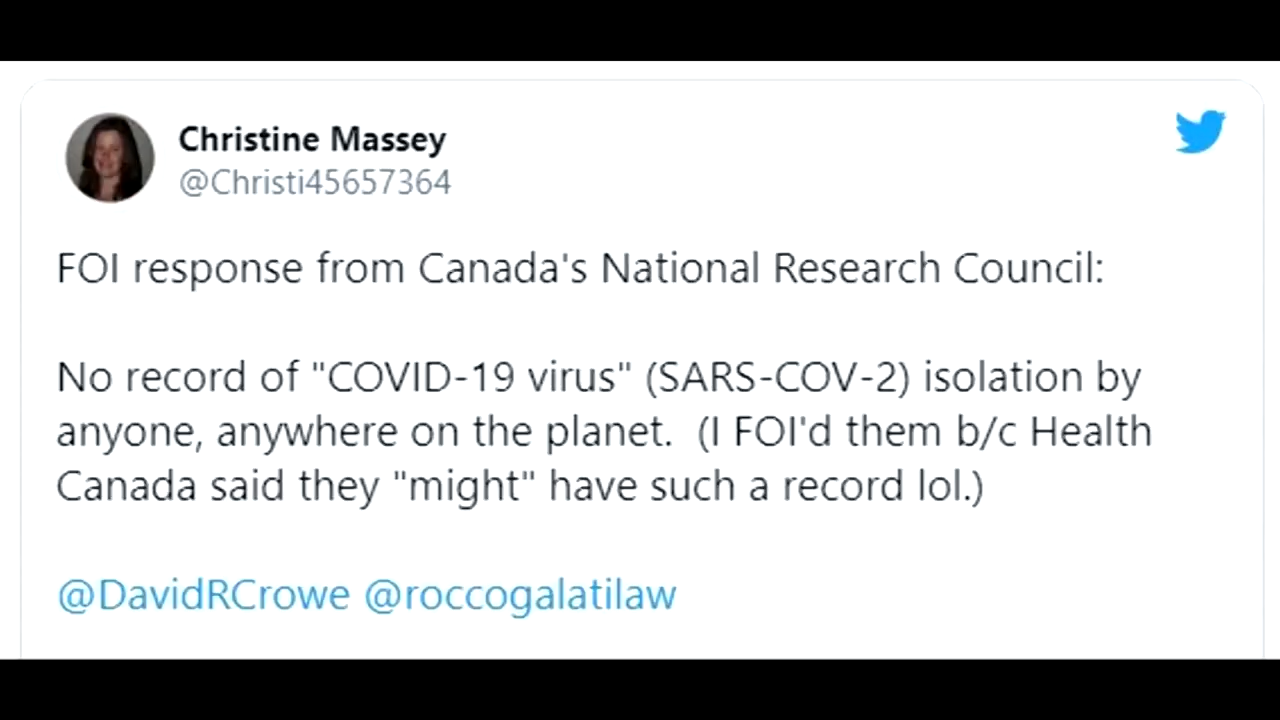 Christine Massey
@Christi45657364
FOI response from Canada's National Research Council:
No record of "COVID-19 virus" (SARS-COV-2) isolation by
anyone, anywhere on the planet.  (I FOI'd them b/c Health
Canada said they "might" have such a record lol.)
@DavidRCrowe @roccogalatilaw